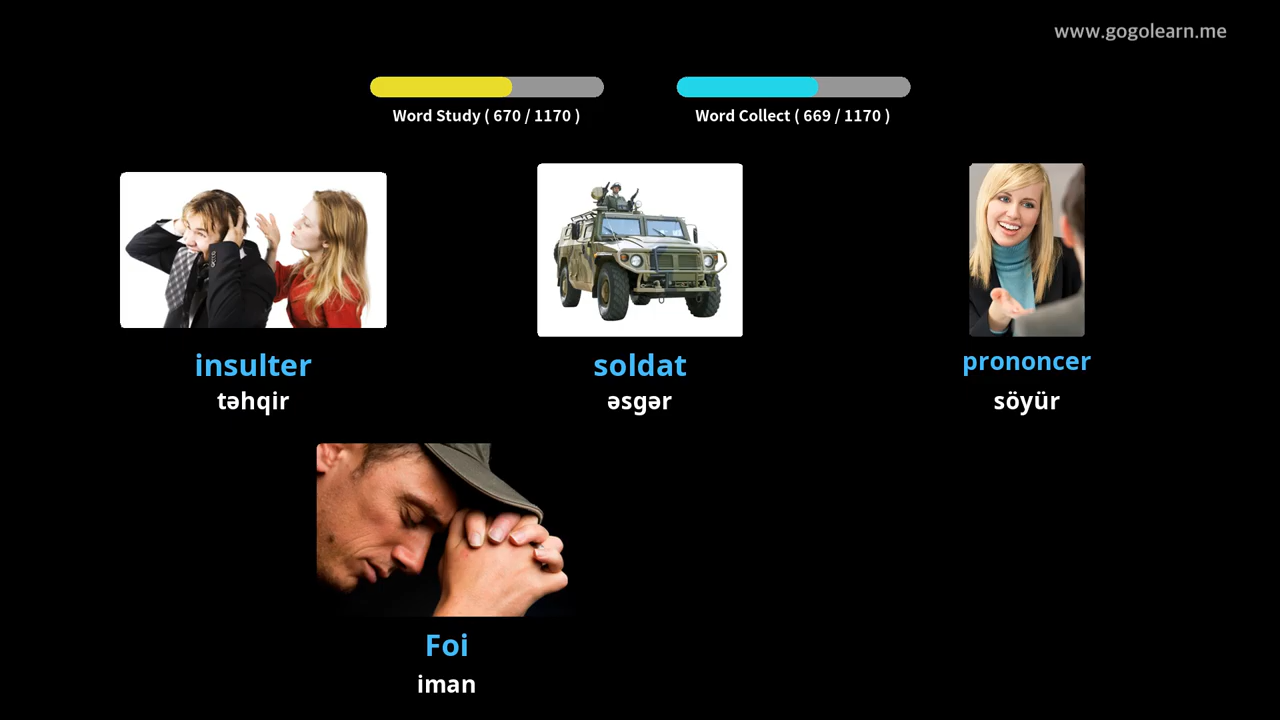 www.gogolearn.me
Word Study ( 670 / 1170 )
Word Collect ( 669 / 1170 )
insulter
təhqir
soldat
əsgər
prononcer
söyür
Foi
iman